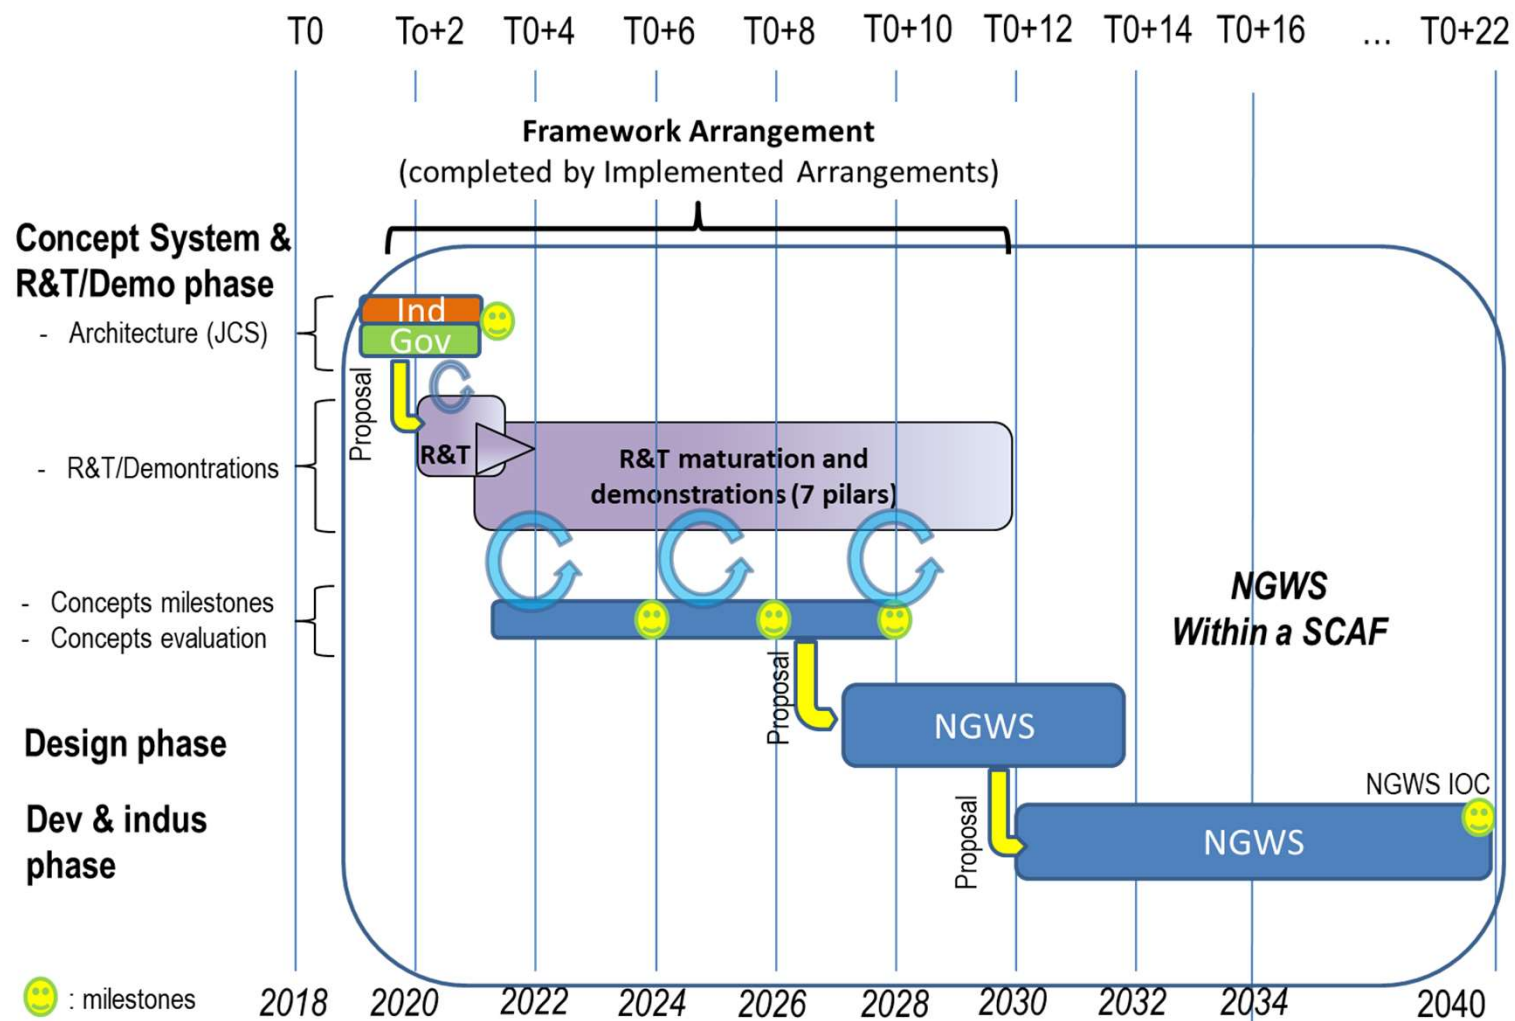 T0 To+2 T0+4 T0+6 T0+8 T0+10 T0+12 T0+14 T0+16 ... T0+22
Framework Arrangement
(completed by Implemented Arrangements)
Concept System &
R&T/Demo phase
- Architecture (JCS)
Ind
Gov
Proposal
- R&T/Demontrations
R&T
R&T maturation and
demonstrations (7 pilars)
- Concepts milestones
- Concepts evaluation
NGWS
Within a SCAF
Proposal
Design phase
NGWS
NGWS IOC
Dev & indus
phase
Proposal
NGWS
: milestones
2018 2020 2022 2024 2026 2028 2030 2032 2034 2040